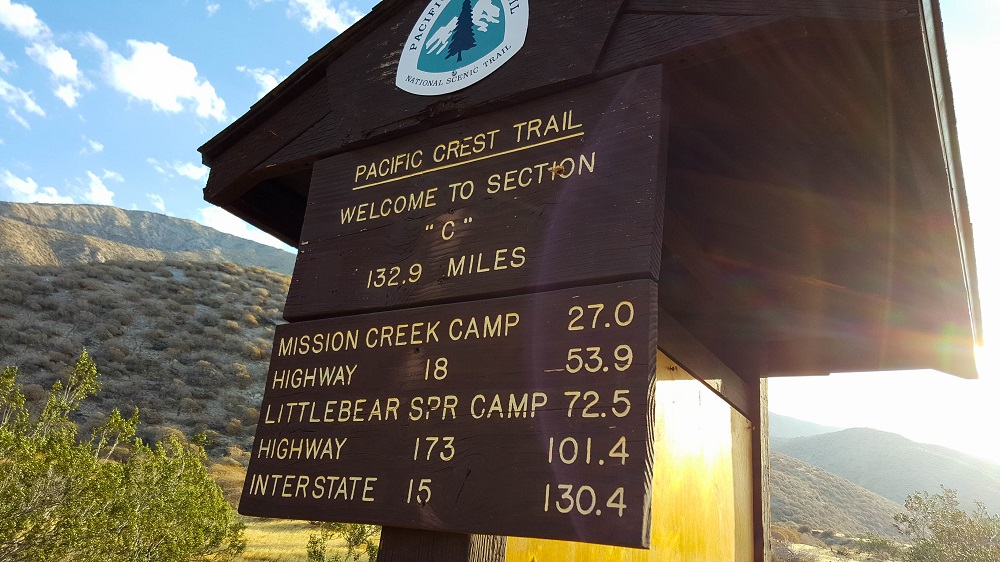 PACIFIC
NATIONAL SCENIC TRAIL
PACIFIC CREST TRAIL
WELCOME TO SECTION
"C"
132.9 MILES
MISSION CREEK CAMP 27.0
HIGHWAY 18 53.9
LITTLEBEAR SPR CAMP 72.5
HIGHWAY 173 101.4
INTERSTATE 15 130.4